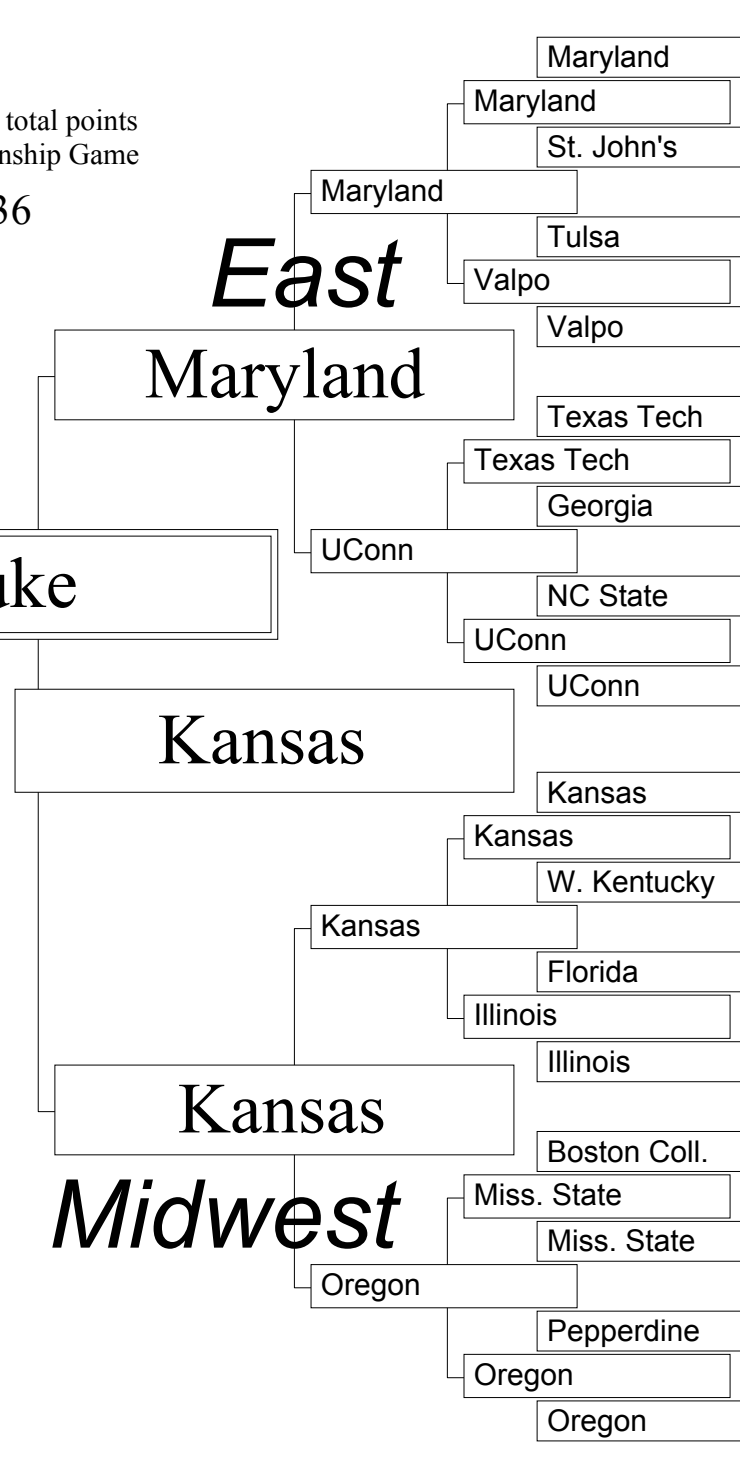 Maryland
Maryland
total points
St. John's
nship Game
Maryland
36
Tulsa
East
Valpo
Valpo
Maryland
Texas Tech
Texas Tech
Georgia
UConn
uke
NC State
UConn
UConn
Kansas
Kansas
Kansas
W. Kentucky
Kansas
Florida
Illinois
Illinois
Kansas
Boston Coll.
Miss. State
Midwest
Miss. State
Oregon
Pepperdine
Oregon
Oregon